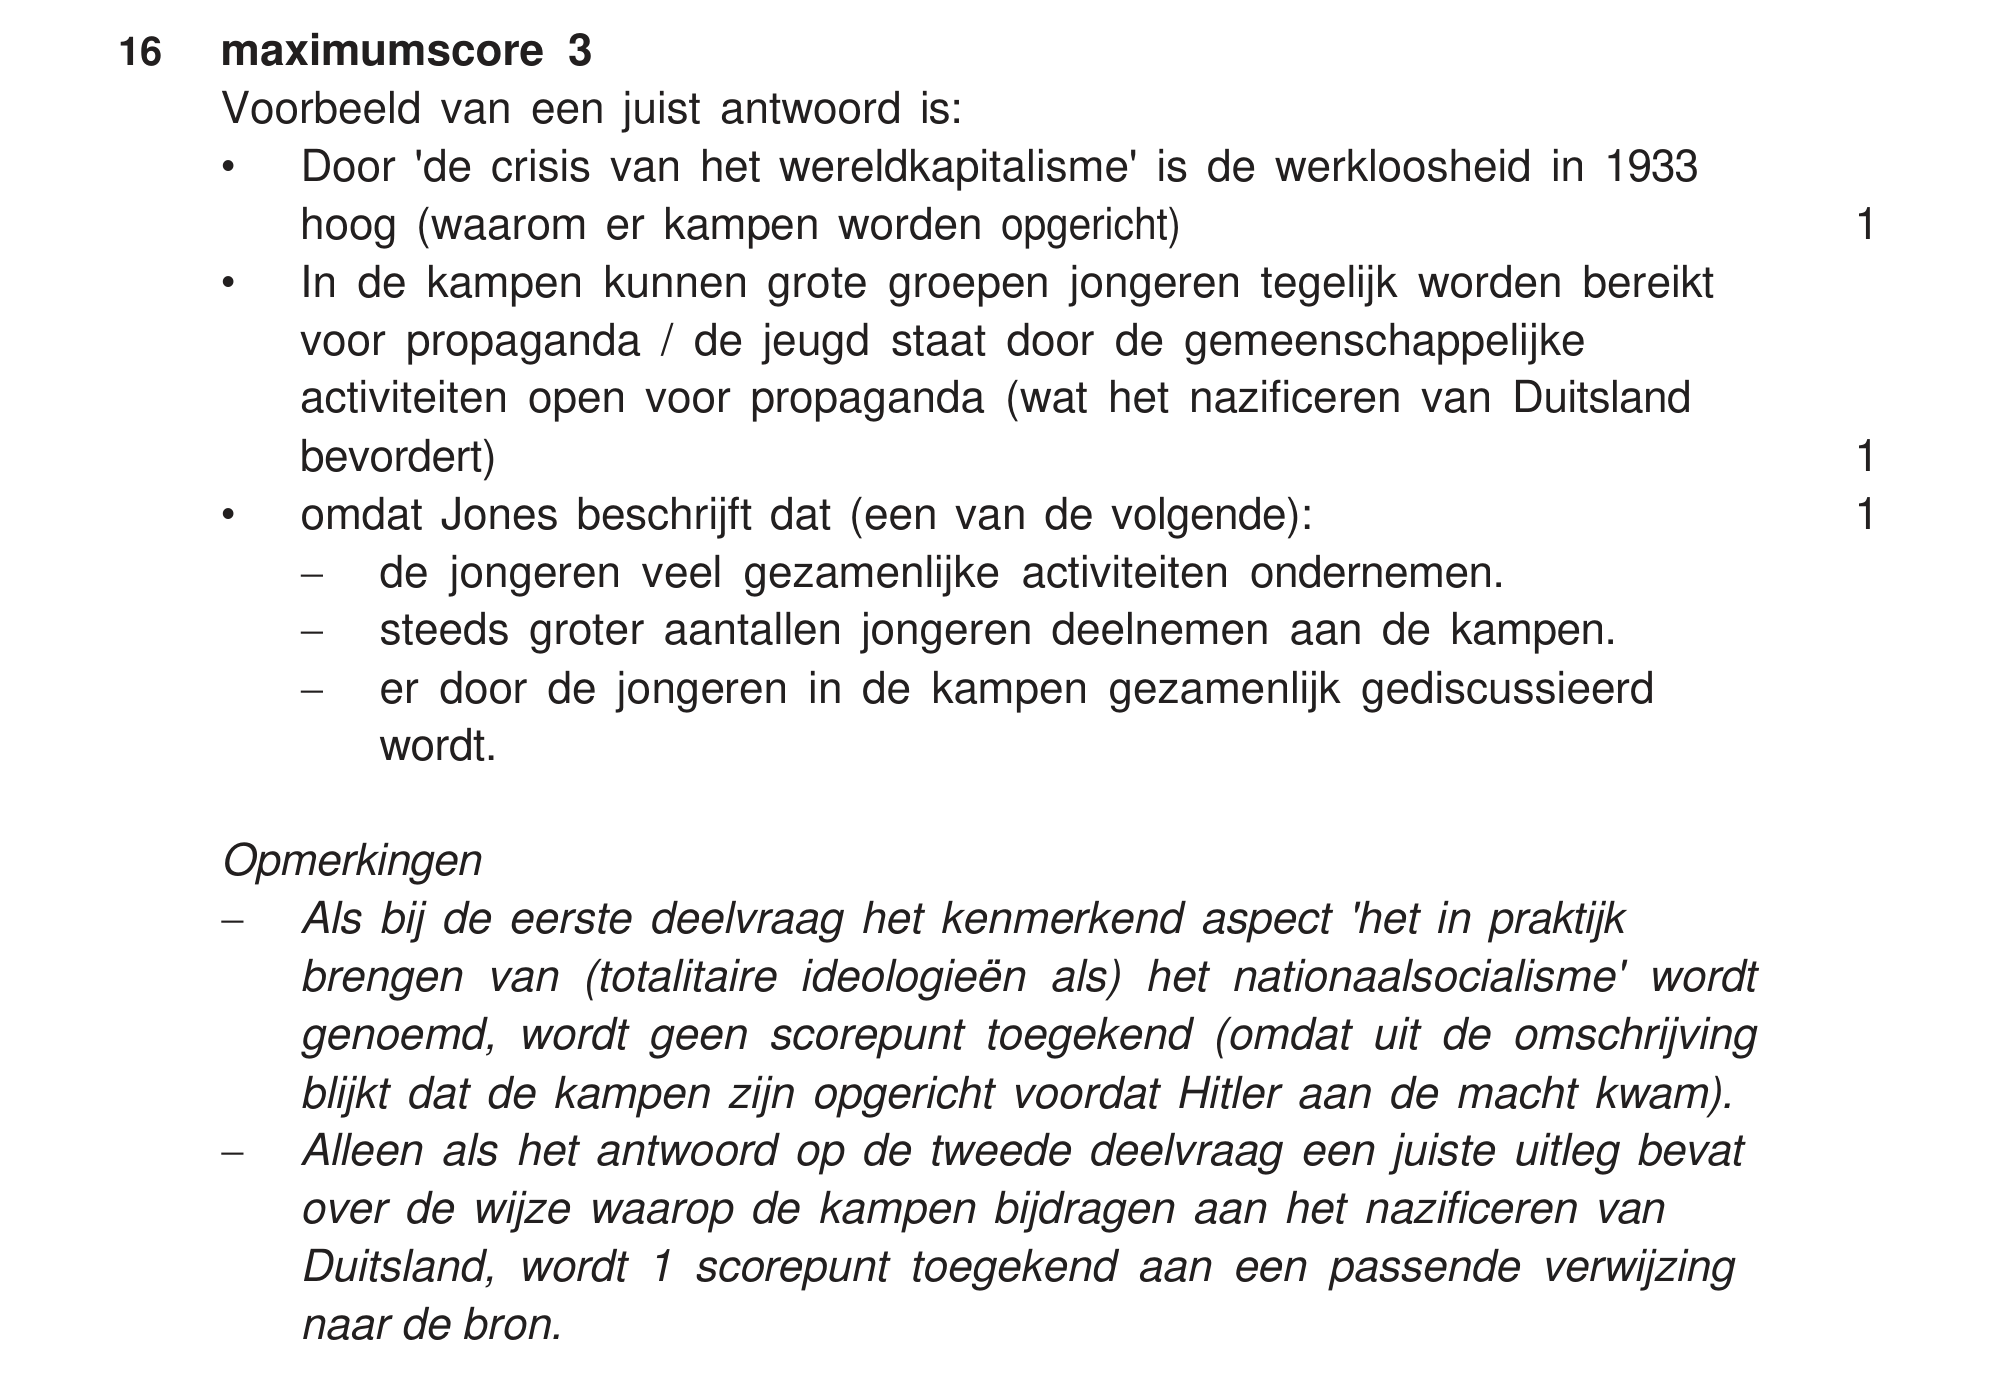 16 maximumscore 3
Voorbeeld van een juist antwoord is:
• Door 'de crisis van het wereldkapitalisme' is de werkloosheid in 1933
hoog (waarom er kampen worden opgericht) 1
• In de kampen kunnen grote groepen jongeren tegelijk worden bereikt
voor propaganda / de jeugd staat door de gemeenschappelijke
activiteiten open voor propaganda (wat het nazificeren van Duitsland
bevordert) 1
• omdat Jones beschrijft dat (een van de volgende): 1
– de jongeren veel gezamenlijke activiteiten ondernemen.
– steeds groter aantallen jongeren deelnemen aan de kampen.
– er door de jongeren in de kampen gezamenlijk gediscussieerd
wordt.
Opmerkingen
– Als bij de eerste deelvraag het kenmerkend aspect 'het in praktijk
brengen van (totalitaire ideologieën als) het nationaalsocialisme' wordt
genoemd, wordt geen scorepunt toegekend (omdat uit de omschrijving
blijkt dat de kampen zijn opgericht voordat Hitler aan de macht kwam).
– Alleen als het antwoord op de tweede deelvraag een juiste uitleg bevat
over de wijze waarop de kampen bijdragen aan het nazificeren van
Duitsland, wordt 1 scorepunt toegekend aan een passende verwijzing
naar de bron.